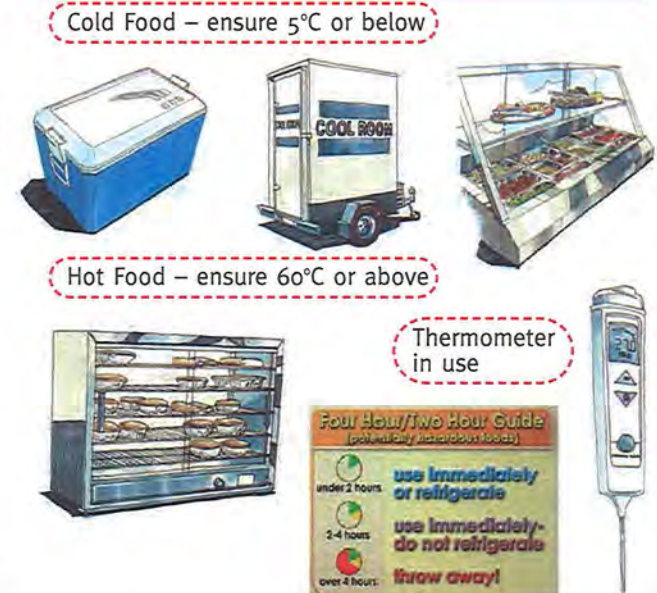 Cold Food – ensure 5°C or below
COOL ROOM
Hot Food – ensure 60°C or above
Thermometer
in use
Four Hour/Two Hour Guide
(potentially hazardous foods)
under 2 hours
use immediately
or refrigerate
2-4 hours
use immediately-
do not refrigerate
over 4 hours
throw away!